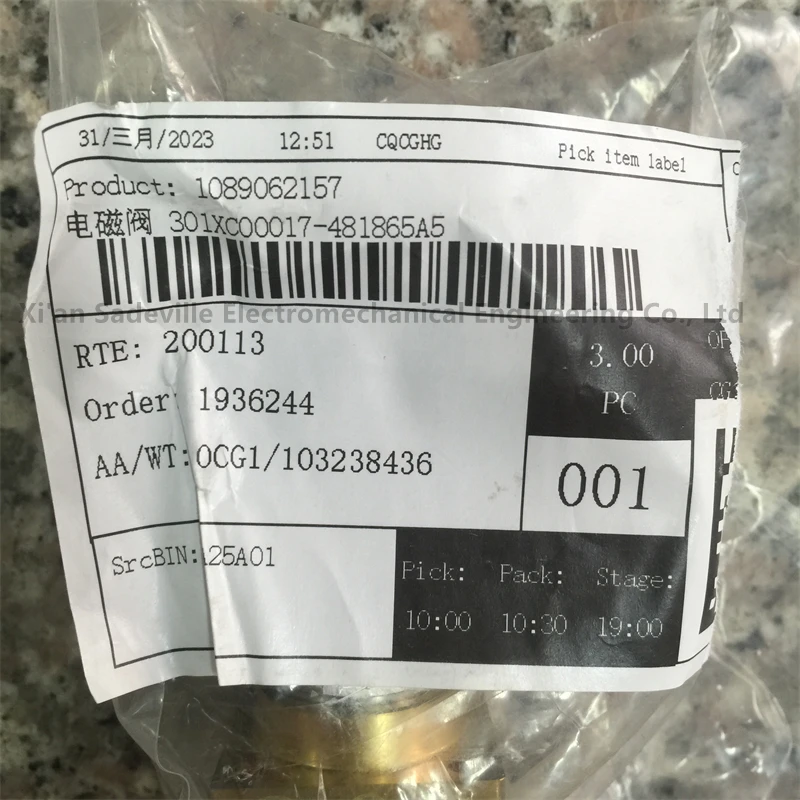 31/三月/2023 12:51 CQCGHG Pick item label
Product: 1089062157
电磁阀 301XC00017-481865A5
Xi'an Sadeville Electromechanical Engineering Co., Ltd
RTE: 200113
3.00
Order: 1936244
PC
AA/WT: OCG1/103238436
001
SrcBIN: 25A01
Pick: Pack: Stage:
10:00 10:30 19:00